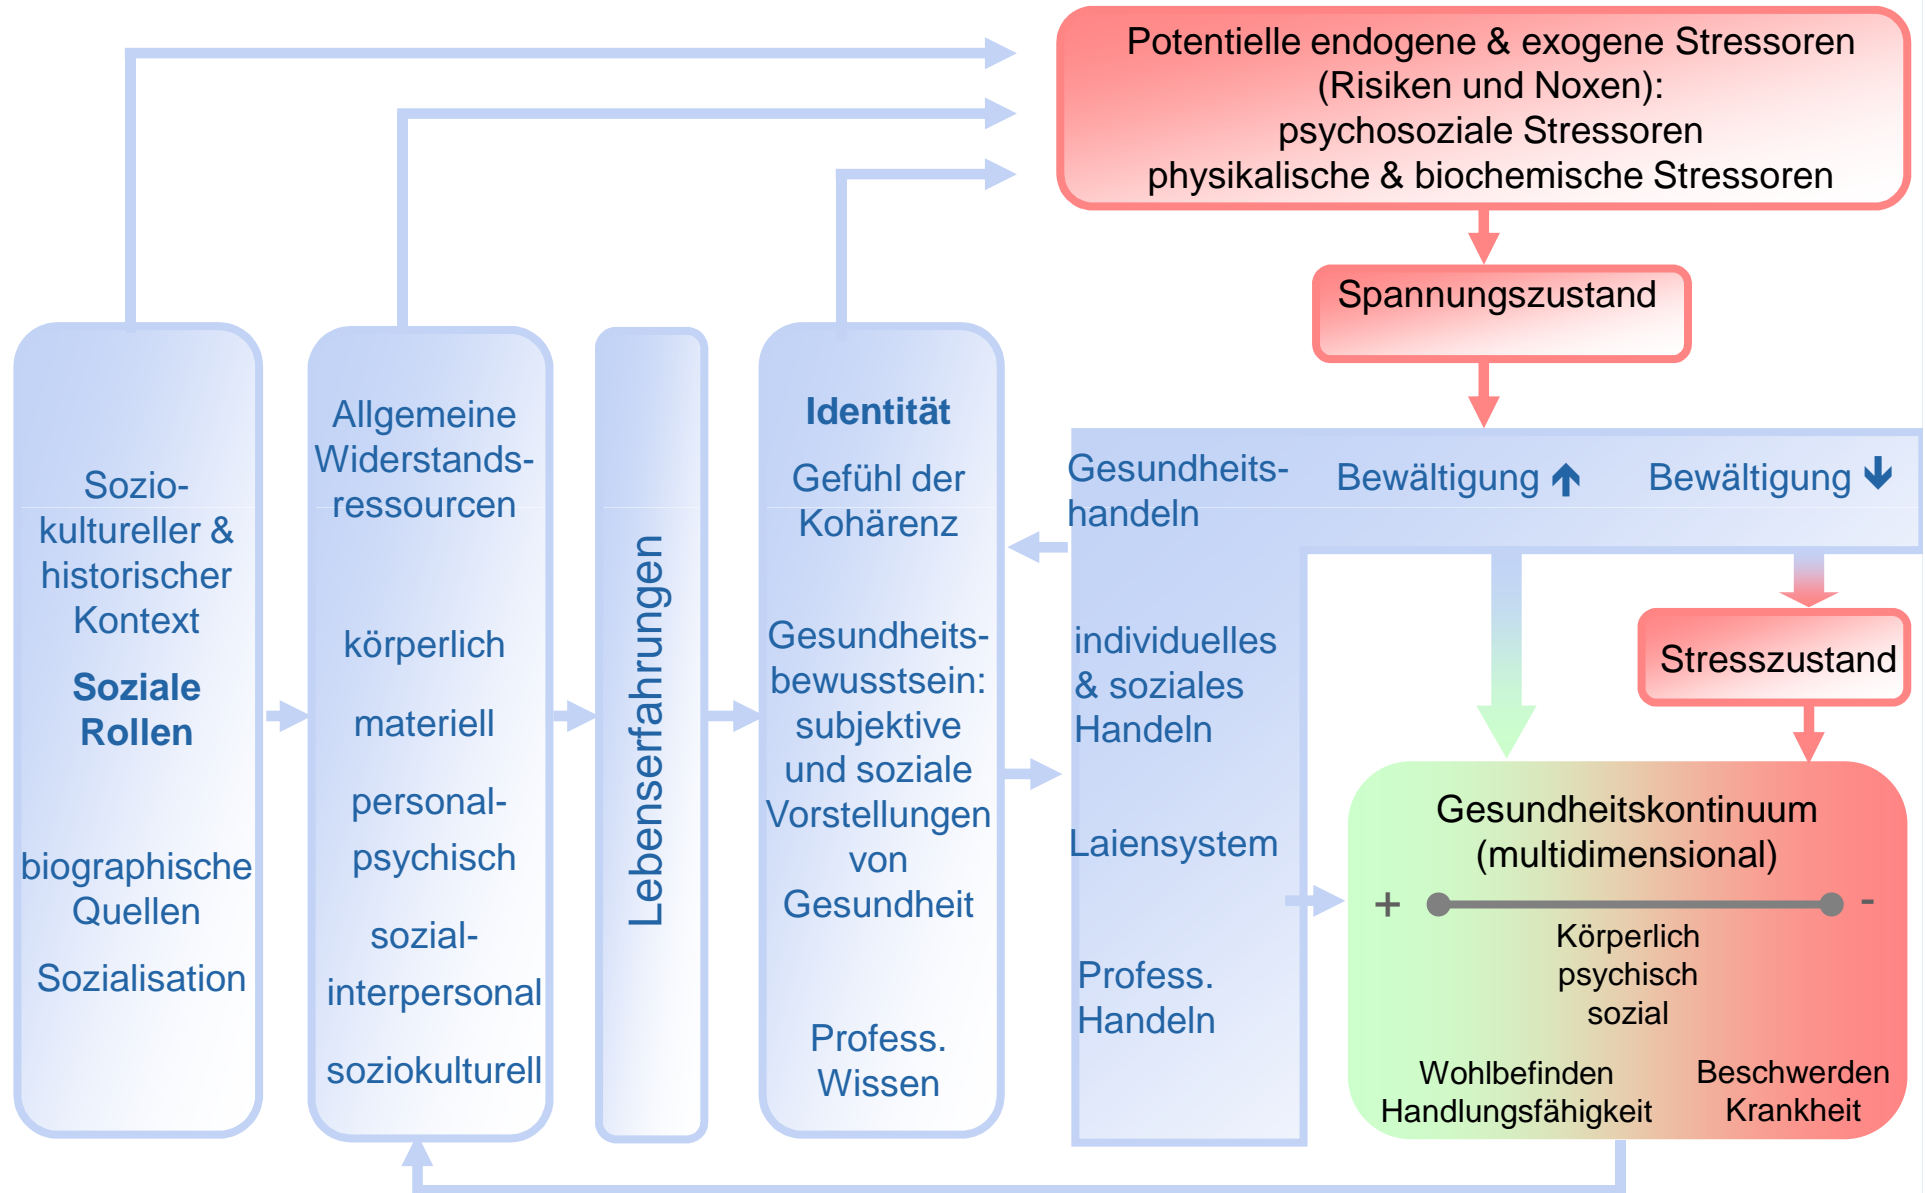 Potentielle endogene & exogene Stressoren
(Risiken und Noxen):
psychosoziale Stressoren
physikalische & biochemische Stressoren
Spannungszustand
Sozio-
kultureller &
historischer
Kontext
Soziale
Rollen
biographische
Quellen
Sozialisation
Allgemeine
Widerstands-
ressourcen
körperlich
materiell
personal-
psychisch
sozial-
interpersonal
soziokulturell
Lebenserfahrungen
Identität
Gefühl der
Kohärenz
Gesundheits-
bewusstsein:
subjektive
und soziale
Vorstellungen
von
Gesundheit
Profess.
Wissen
Gesundheits-
handeln
individuelles
& soziales
Handeln
Laiensystem
Profess.
Handeln
Bewältigung ↑
Bewältigung ↓
Stresszustand
Gesundheitskontinuum
(multidimensional)
+ -
Körperlich
psychisch
sozial
Wohlbefinden
Handlungsfähigkeit
Beschwerden
Krankheit